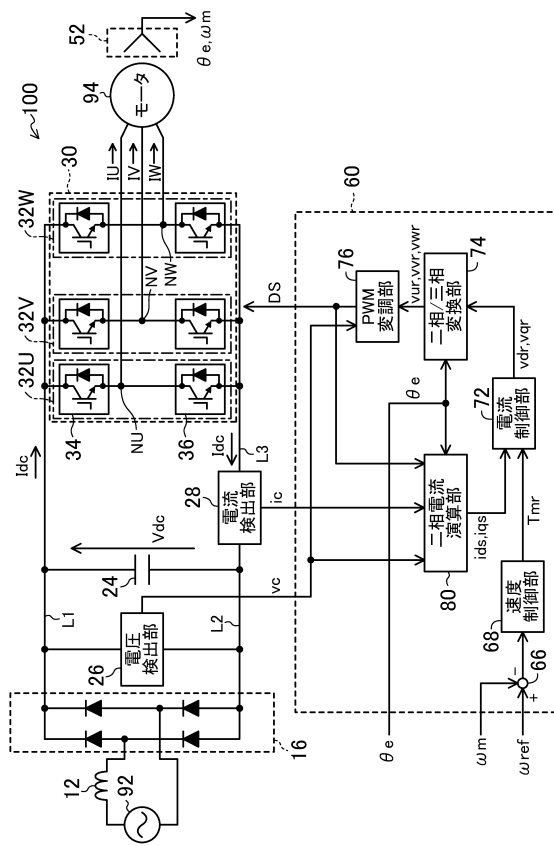 100
52
θe,ωm
94
モータ
30
IU
IV
IW
32W
32V
32U
NV
NW
NU
34
36
Idc
Idc
L3
28
電流
検出部
ic
Vdc
24
L1
L2
vc
26
電圧
検出部
16
12
92
60
DS
76
PWM
変調部
vur,vvr,vwr
74
二相/三相
変換部
θe
vdr,vqr
72
電流
制御部
80
二相電流
演算部
ids,iqs
Tmr
68
速度
制御部
66
−
+
θe
ωm
ωref